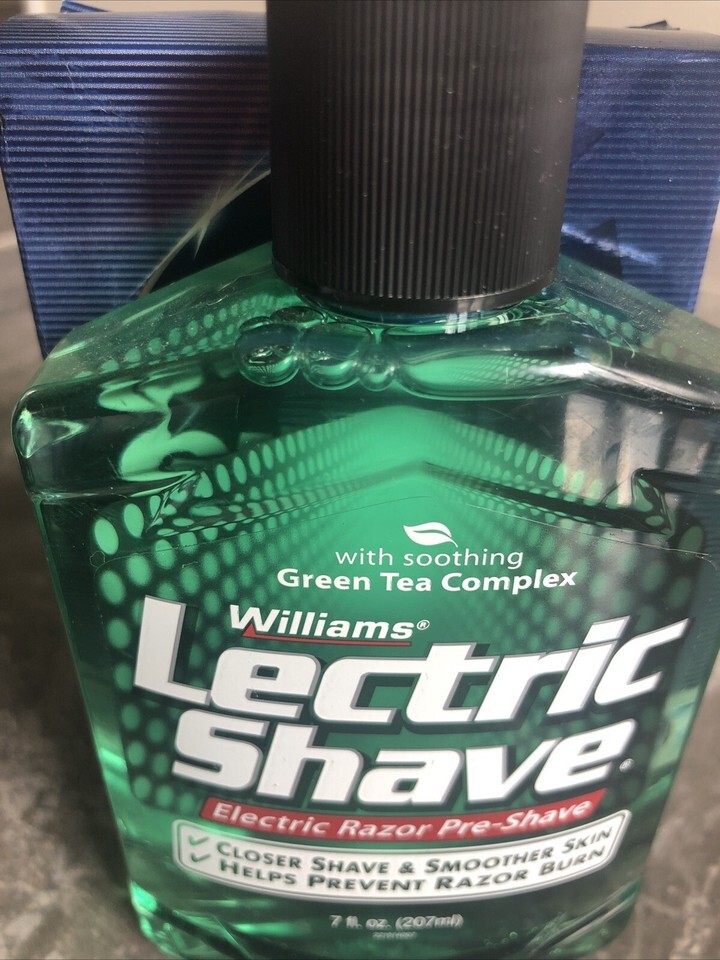 with soothing
Green Tea Complex
Williams®
Lectric
Shave
Electric Razor Pre-Shave
CLOSER SHAVE & SMOOTHER SKIN
HELPS PREVENT RAZOR BURN
7 fl. oz. (207ml)